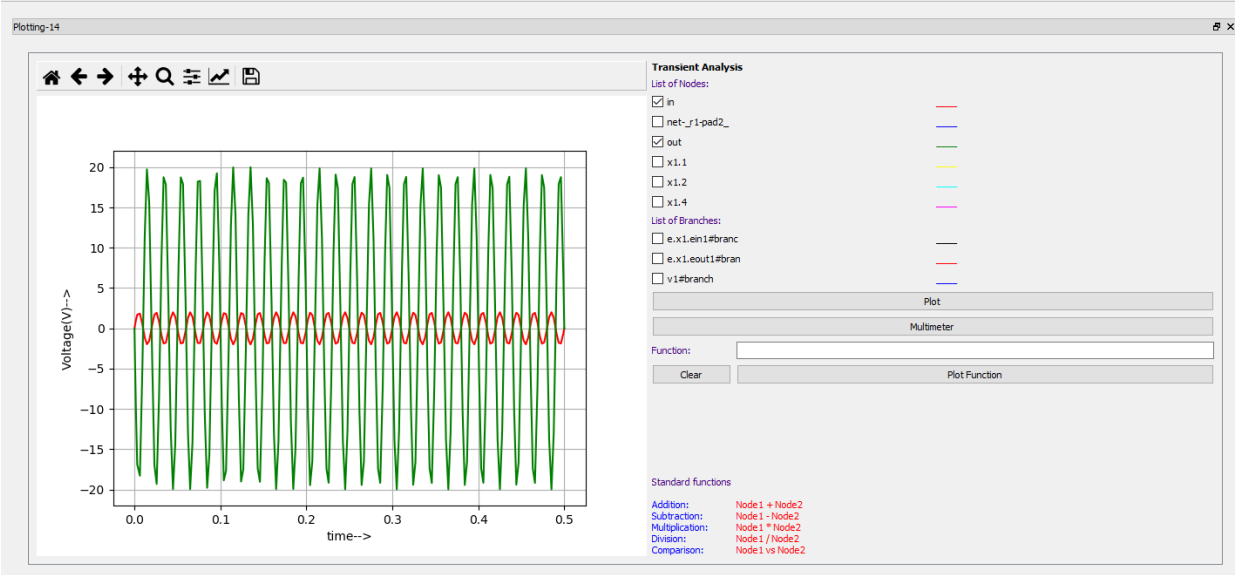 Plotting-14
Transient Analysis
List of Nodes:
in
net-_r1-pad2_
out
x1.1
x1.2
x1.4
List of Branches:
e.x1.ein1#branc
e.x1.eout1#bran
v1#branch
Plot
Multimeter
Function:
Clear
Plot Function
Standard functions
Addition: Node1 + Node2
Subtraction: Node1 - Node2
Multiplication: Node1 * Node2
Division: Node1 / Node2
Comparison: Node1 vs Node2
Voltage(V)-->
20
15
10
5
0
−5
−10
−15
−20
0.0 0.1 0.2 0.3 0.4 0.5
time-->